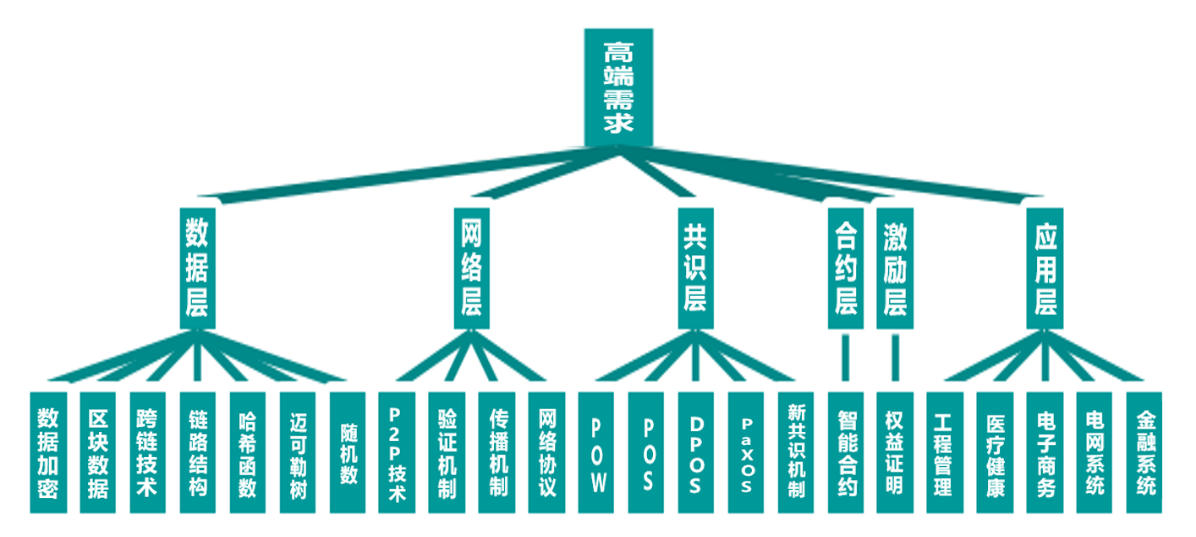 高端需求
数据层
网络层
共识层
合约层
激励层
应用层
数据加密
区块数据
跨链技术
链路结构
哈希函数
迈可勒树
随机数
P2P技术
验证机制
传播机制
网络协议
POW
POS
DPOS
PaXOS
新共识机制
智能合约
权益证明
工程管理
医疗健康
电子商务
电网系统
金融系统